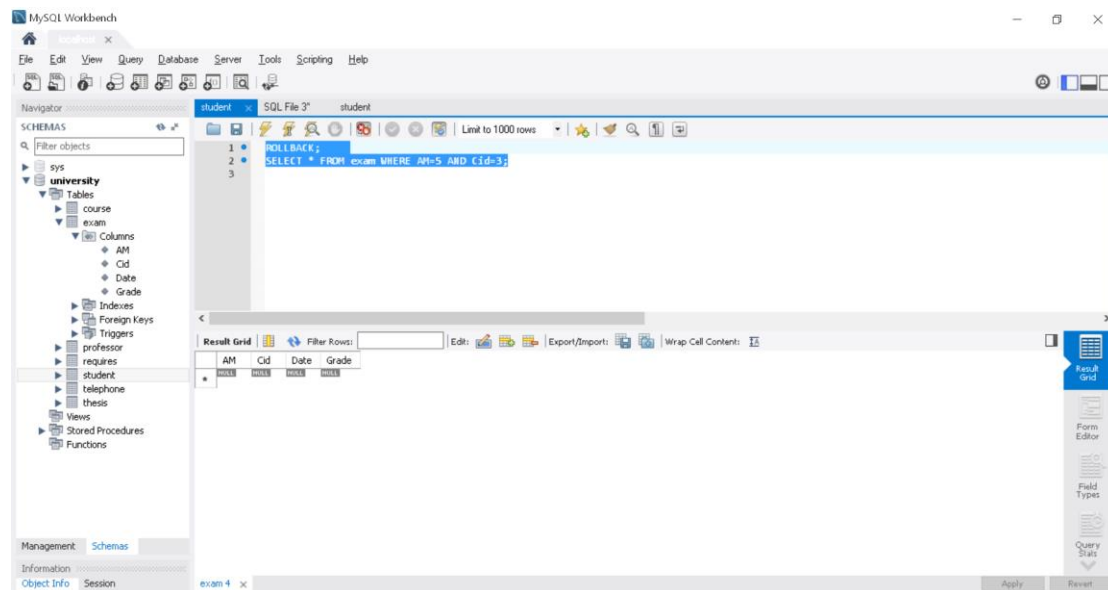 MySQL Workbench
File Edit View Query Database Server Tools Scripting Help
Navigator
SCHEMAS
Filter objects
sys
university
Tables
course
exam
Columns
AM
Cid
Date
Grade
Indexes
Foreign Keys
Triggers
professor
requires
student
telephone
thesis
Views
Stored Procedures
Functions
Management Schemas
Information
Object Info Session
student SQL File 3* student
Limit to 1000 rows
1 ROLLBACK;
2 SELECT * FROM exam WHERE AM=5 AND Cid=3;
3
Result Grid Filter Rows: Edit: Export/Import: Wrap Cell Content:
AM Cid Date Grade
NULL NULL NULL NULL
Result Grid
Form Editor
Field Types
Query Stats
exam 4 Apply Revert